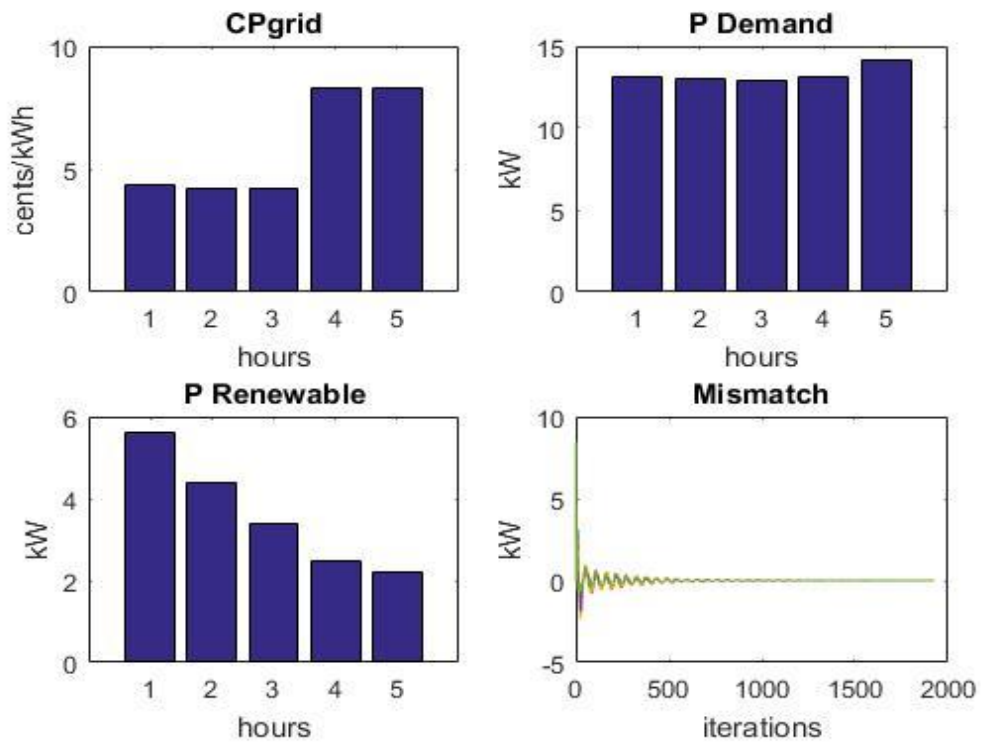 CPgrid
10
5
0
cents/kWh
1 2 3 4 5
hours
P Demand
15
10
5
0
kW
1 2 3 4 5
hours
P Renewable
6
4
2
0
kW
1 2 3 4 5
hours
Mismatch
10
5
0
-5
kW
0 500 1000 1500 2000
iterations